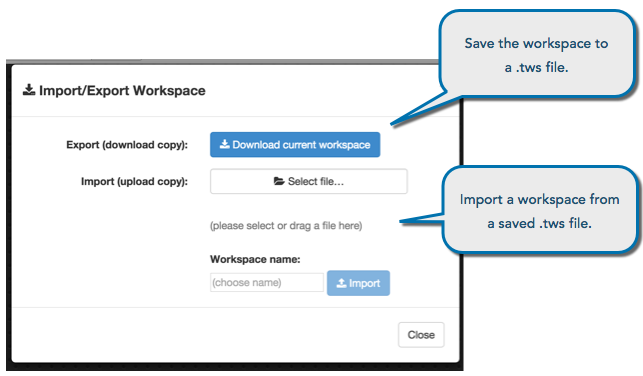 Save the workspace to
a .tws file.
Import/Export Workspace
Export (download copy):
Download current workspace
Import (upload copy):
Select file...
Import a workspace from
a saved .tws file.
(please select or drag a file here)
Workspace name:
(choose name)
Import
Close